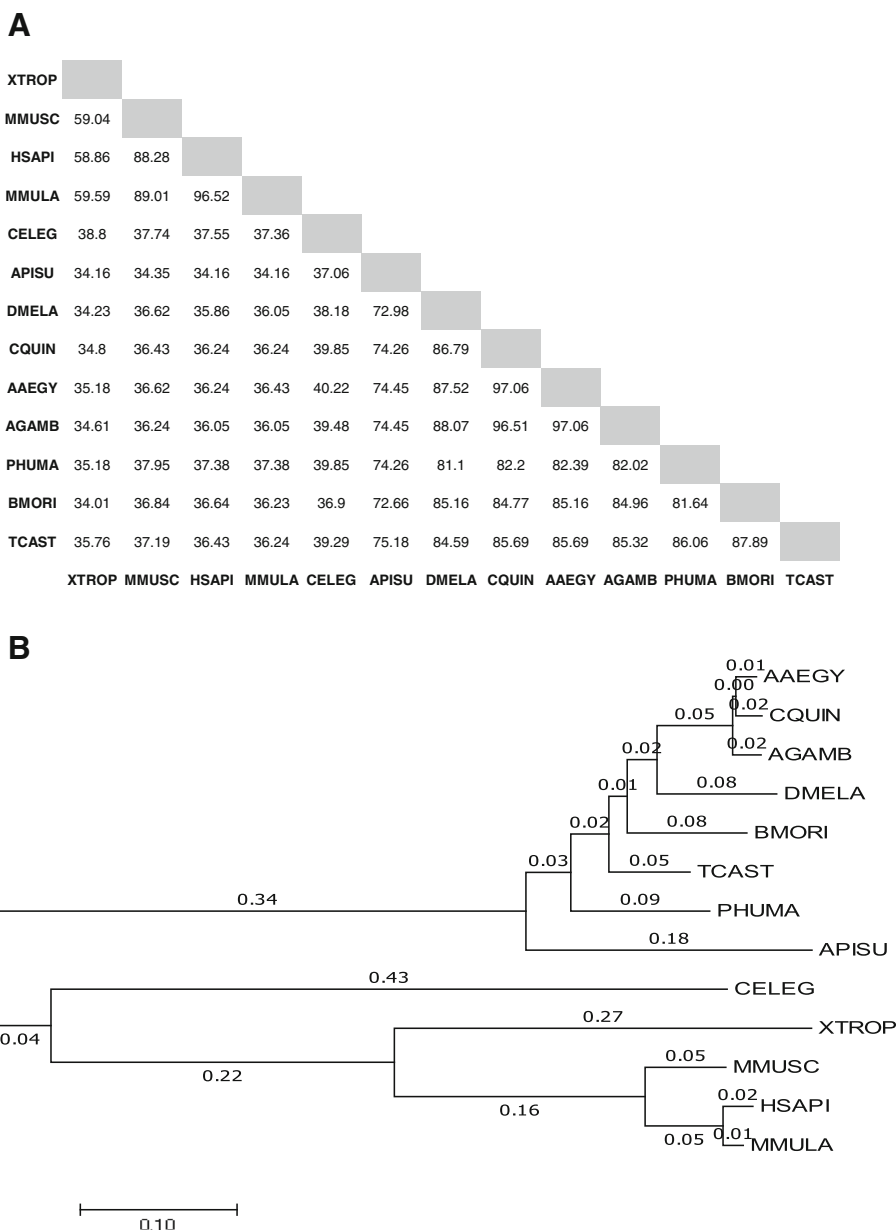 A
XTROP
MMUSC 59.04
HSAPI 58.86 88.28
MMULA 59.59 89.01 96.52
CELEG 38.8 37.74 37.55 37.36
APISU 34.16 34.35 34.16 34.16 37.06
DMELA 34.23 36.62 35.86 36.05 38.18 72.98
CQUIN 34.8 36.43 36.24 36.24 39.85 74.26 86.79
AAEGY 35.18 36.62 36.24 36.43 40.22 74.45 87.52 97.06
AGAMB 34.61 36.24 36.05 36.05 39.48 74.45 88.07 96.51 97.06
PHUMA 35.18 37.95 37.38 37.38 39.85 74.26 81.1 82.2 82.39 82.02
BMORI 34.01 36.84 36.64 36.23 36.9 72.66 85.16 84.77 85.16 84.96 81.64
TCAST 35.76 37.19 36.43 36.24 39.29 75.18 84.59 85.69 85.69 85.32 86.06 87.89
XTROP MMUSC HSAPI MMULA CELEG APISU DMELA CQUIN AAEGY AGAMB PHUMA BMORI TCAST
B
0.01 AAEGY
0.00
0.02 CQUIN
0.05
0.02 AGAMB
0.02
0.08 DMELA
0.01
0.08 BMORI
0.02
0.05 TCAST
0.03
0.09 PHUMA
0.34
0.18 APISU
0.43 CELEG
0.27 XTROP
0.04
0.05 MMUSC
0.22
0.02 HSAPI
0.16
0.05 0.01 MMULA
0.10